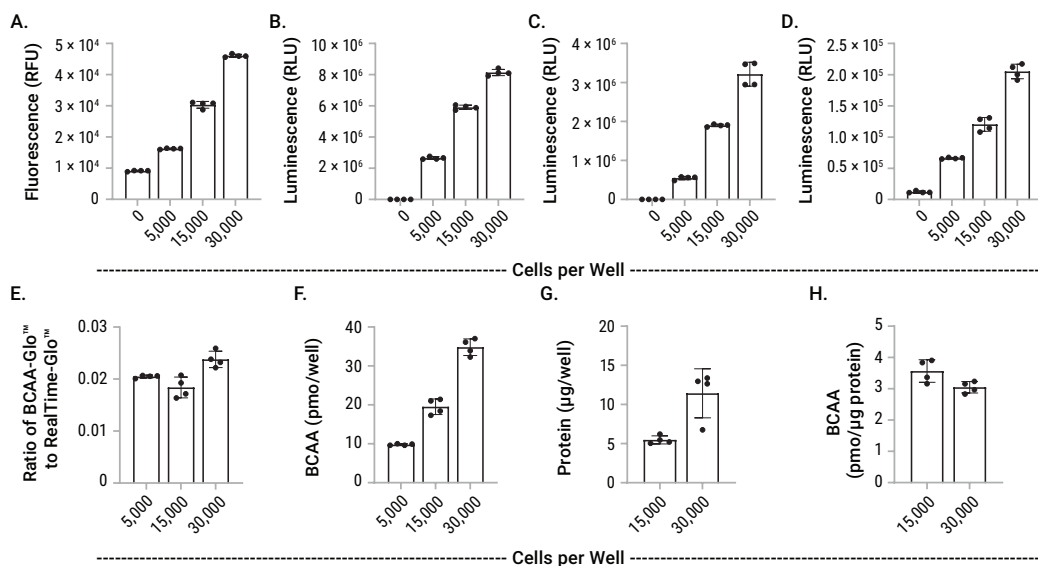 A.
Fluorescence (RFU)
5 × 10⁴
4 × 10⁴
3 × 10⁴
2 × 10⁴
1 × 10⁴
0
0
5,000
15,000
30,000
B.
Luminescence (RLU)
10 × 10⁶
8 × 10⁶
6 × 10⁶
4 × 10⁶
2 × 10⁶
0
0
5,000
15,000
30,000
C.
Luminescence (RLU)
4 × 10⁶
3 × 10⁶
2 × 10⁶
1 × 10⁶
0
0
5,000
15,000
30,000
D.
Luminescence (RLU)
2.5 × 10⁵
2.0 × 10⁵
1.5 × 10⁵
1.0 × 10⁵
0.5 × 10⁵
0
0
5,000
15,000
30,000
Cells per Well
E.
Ratio of BCAA-Glo™
to RealTime-Glo™
0.03
0.02
0.01
0
5,000
15,000
30,000
F.
BCAA (pmo/well)
40
30
20
10
0
5,000
15,000
30,000
G.
Protein (µg/well)
20
15
10
5
0
15,000
30,000
H.
BCAA
(pmo/µg protein)
5
4
3
2
1
0
15,000
30,000
Cells per Well